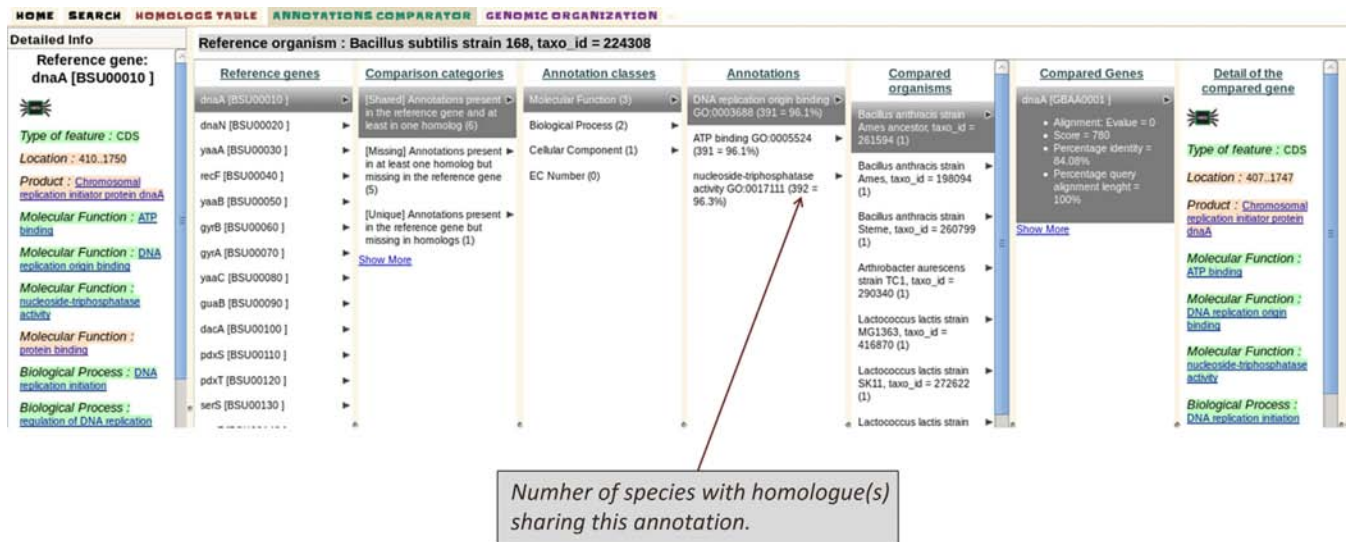 HOME SEARCH HOMOLOGS TABLE ANNOTATIONS COMPARATOR GENOMIC ORGANIZATION
Detailed Info
Reference gene:
dnaA [BSU00010 ]
Type of feature : CDS
Location : 410..1750
Product : Chromosomal
replication initiator protein dnaA
Molecular Function : ATP
binding
Molecular Function : DNA
replication origin binding
Molecular Function :
nucleoside-triphosphatase
activity
Molecular Function :
protein binding
Biological Process : DNA
replication initiation
Biological Process :
regulation of DNA replication
Reference organism : Bacillus subtilis strain 168, taxo_id = 224308
Reference genes
dnaA [BSU00010 ]
dnaN [BSU00020 ]
yaaA [BSU00030 ]
recF [BSU00040 ]
yaaB [BSU00050 ]
gyrB [BSU00060 ]
gyrA [BSU00070 ]
yaaC [BSU00080 ]
guaB [BSU00090 ]
dacA [BSU00100 ]
pdxS [BSU00110 ]
pdxT [BSU00120 ]
serS [BSU00130 ]
Comparison categories
[Shared] Annotations present
in the reference gene and at
least in one homolog (6)
[Missing] Annotations present
in at least one homolog but
missing in the reference gene
(5)
[Unique] Annotations present
in the reference gene but
missing in homologs (1)
Show More
Annotation classes
Molecular Function (3)
Biological Process (2)
Cellular Component (1)
EC Number (0)
Annotations
DNA replication origin binding
GO:0003688 (391 = 96.1%)
ATP binding GO:0005524
(391 = 96.1%)
nucleoside-triphosphatase
activity GO:0017111 (392 =
96.3%)
Compared
organisms
Bacillus anthracis strain
Ames ancestor, taxo_id =
261594 (1)
Bacillus anthracis strain
Ames, taxo_id = 198094
(1)
Bacillus anthracis strain
Sterne, taxo_id = 260799
(1)
Arthrobacter aurescens
strain TC1, taxo_id =
290340 (1)
Lactococcus lactis strain
MG1363, taxo_id =
416870 (1)
Lactococcus lactis strain
SK11, taxo_id = 272622
(1)
Lactococcus lactis strain
Compared Genes
dnaA [GBAA0001 ]
Alignment: Evalue = 0
Score = 780
Percentage identity =
84.08%
Percentage query
alignment lenght =
100%
Show More
Detail of the
compared gene
Type of feature : CDS
Location : 407..1747
Product : Chromosomal
replication initiator protein
dnaA
Molecular Function :
ATP binding
Molecular Function :
DNA replication origin
binding
Molecular Function :
nucleoside-triphosphatase
activity
Biological Process :
DNA replication initiation
Numher of species with homologue(s)
sharing this annotation.